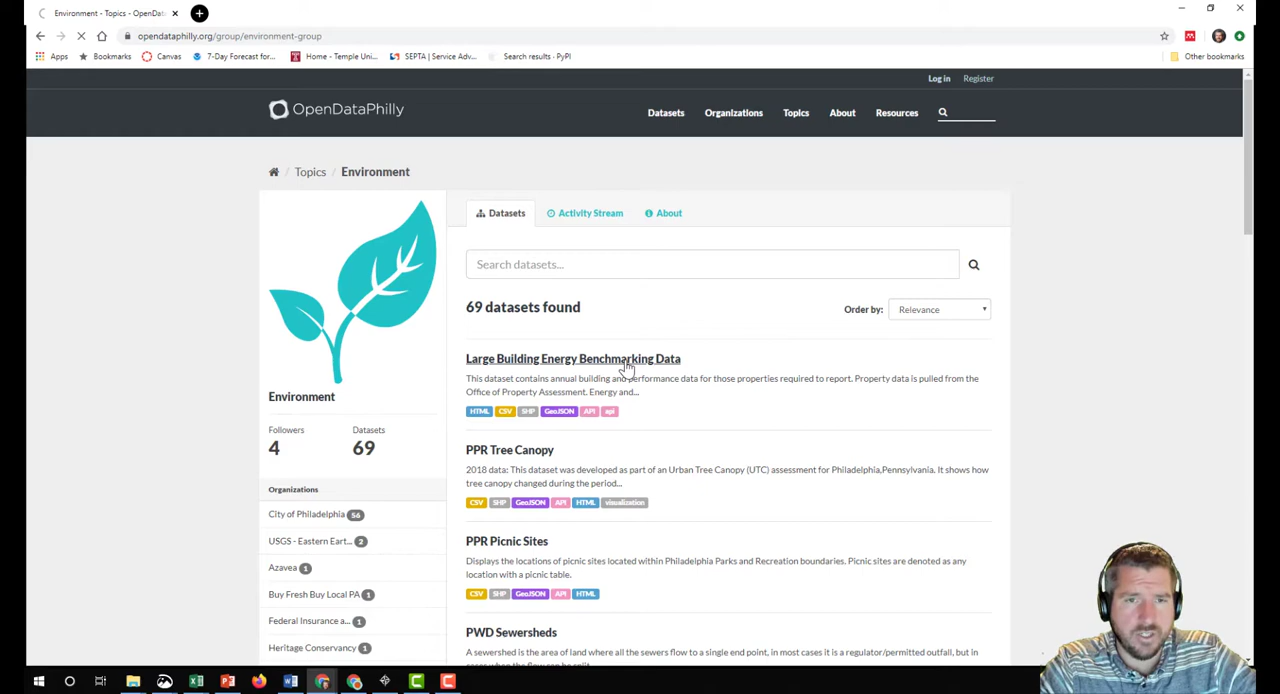 Environment - Topics - OpenDat
opendataphilly.org/group/environment-group
Apps Bookmarks Canvas 7-Day Forecast for... Home - Temple Uni... SEPTA | Service Adv... Search results · PyPI Other bookmarks
Log in Register
OpenDataPhilly Datasets Organizations Topics About Resources
/ Topics / Environment
Datasets Activity Stream About
Search datasets...
69 datasets found
Order by: Relevance
Large Building Energy Benchmarking Data
This dataset contains annual building and performance data for those properties required to report. Property data is pulled from the
Office of Property Assessment. Energy and...
HTML CSV SHP GeoJSON API api
Environment
Followers Datasets
4 69
PPR Tree Canopy
2018 data: This dataset was developed as part of an Urban Tree Canopy (UTC) assessment for Philadelphia,Pennsylvania. It shows how
tree canopy changed during the period...
CSV SHP GeoJSON API HTML visualization
Organizations
City of Philadelphia 56
USGS - Eastern Eart... 2
Azavea 1
Buy Fresh Buy Local PA 1
Federal Insurance a... 1
Heritage Conservancy 1
PPR Picnic Sites
Displays the locations of picnic sites located within Philadelphia Parks and Recreation boundaries. Picnic sites are denoted as any
location with a picnic table.
CSV SHP GeoJSON API HTML
PWD Sewersheds
A sewershed is the area of land where all the sewers flow to a single end point, in most cases it is a regulator/permitted outfall, but in